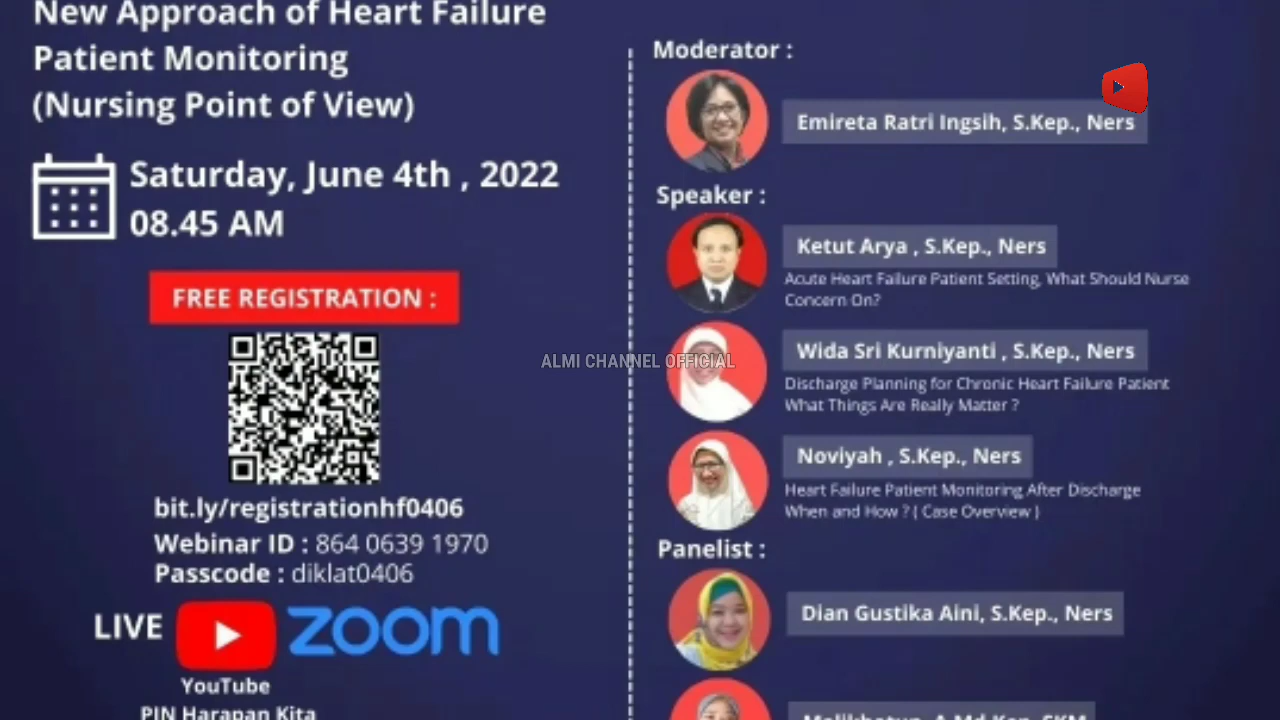 New Approach of Heart Failure
Patient Monitoring
(Nursing Point of View)
Saturday, June 4th , 2022
08.45 AM
FREE REGISTRATION :
bit.ly/registrationhf0406
Webinar ID : 864 0639 1970
Passcode : diklat0406
LIVE
zoom
YouTube
PIN Harapan Kita
Moderator :
Emireta Ratri Ingsih, S.Kep., Ners
Speaker :
Ketut Arya , S.Kep., Ners
Acute Heart Failure Patient Setting, What Should Nurse
Concern On?
ALMI CHANNEL OFFICIAL
Wida Sri Kurniyanti , S.Kep., Ners
Discharge Planning for Chronic Heart Failure Patient
What Things Are Really Matter ?
Noviyah , S.Kep., Ners
Heart Failure Patient Monitoring After Discharge
When and How ? ( Case Overview )
Panelist :
Dian Gustika Aini, S.Kep., Ners